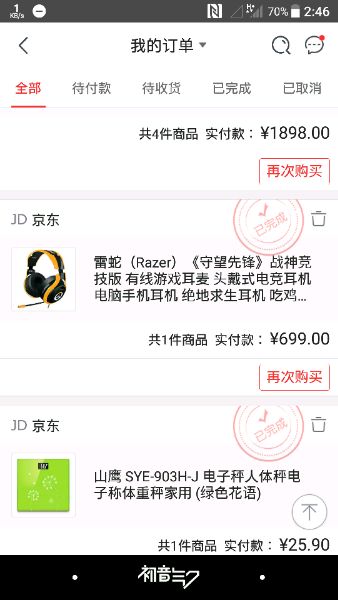 1
KB/s
70% 2:46
我的订单
全部 待付款 待收货 已完成 已取消
共4件商品 实付款：¥1898.00
再次购买
JD 京东
已完成
雷蛇（Razer）《守望先锋》战神竞
技版 有线游戏耳麦 头戴式电竞耳机
电脑手机耳机 绝地求生耳机 吃鸡...
共1件商品 实付款：¥699.00
再次购买
JD 京东
已完成
山鹰 SYE-903H-J 电子秤人体秤电
子称体重秤家用 (绿色花语)
共1件商品 实付款：¥25.90